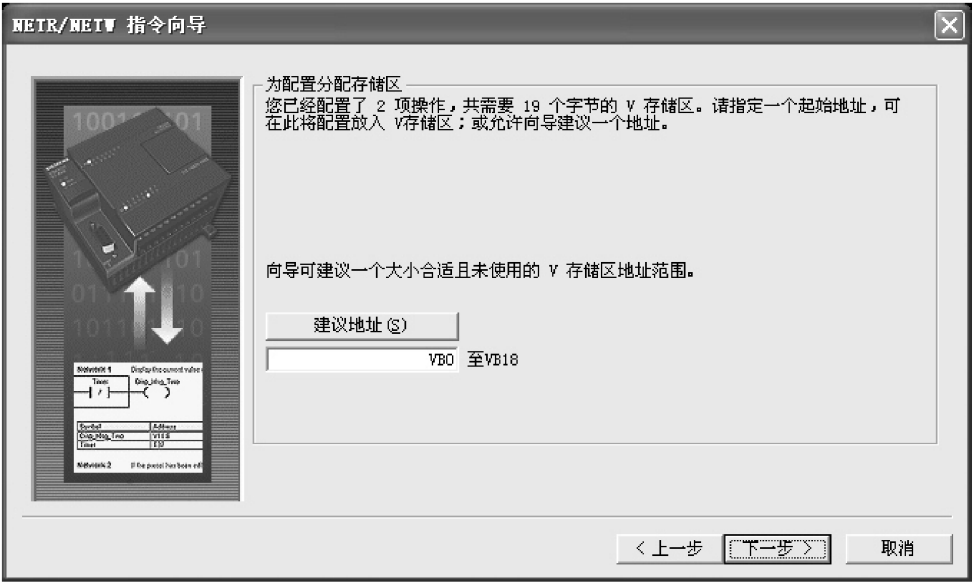 NETR/NETW 指令向导
为配置分配存储区
您已经配置了 2 项操作，共需要 19 个字节的 V 存储区。请指定一个起始地址，可
在此将配置放入 V存储区；或允许向导建议一个地址。
向导可建议一个大小合适且未使用的 V 存储区地址范围。
建议地址(S)
VB0 至VB18
Network 1
Timer
Network 2
< 上一步
下一步 >
取消